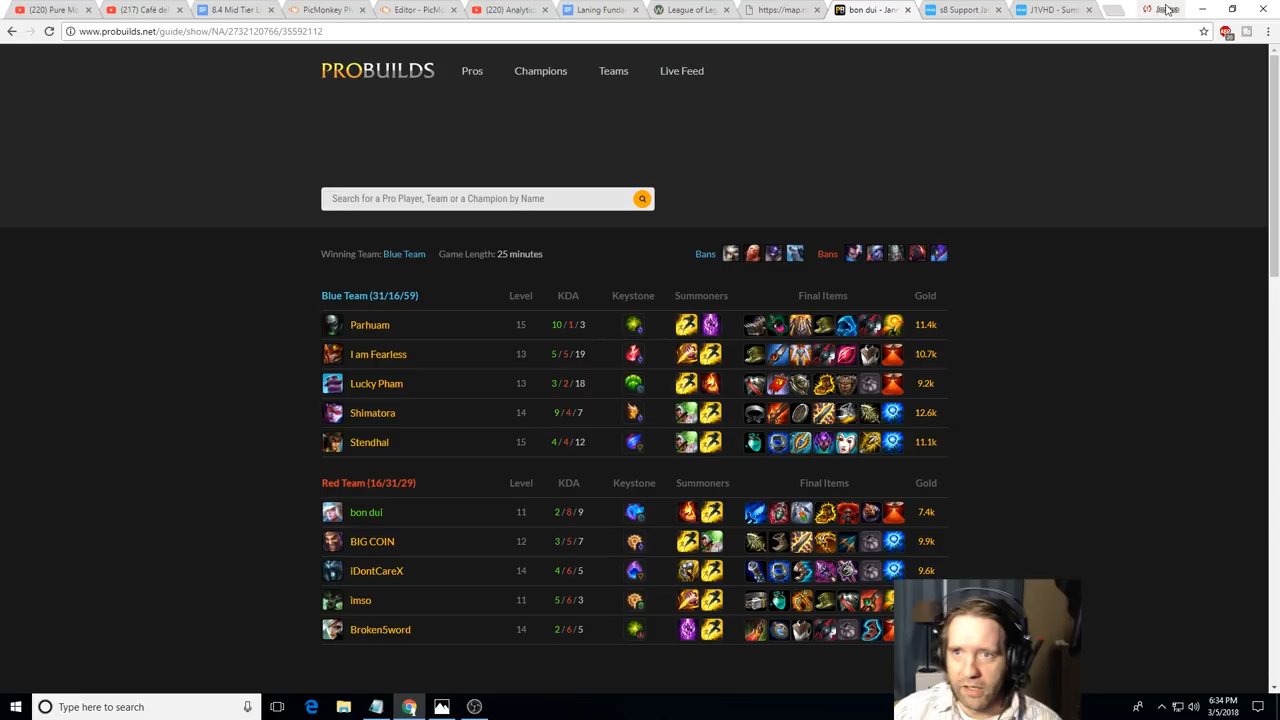 (220) Pure Mo
(217) Café del
8.4 Mid Tier Li
PicMonkey Ph
Editor - PicMo
(220) Analytics
Laning Funda
League of Leg
https://map.ri
bon dui - Jann
s8 Support Jan
J1VHD - Sum
www.probuilds.net/guide/show/NA/2732120766/35592112
PROBUILDS Pros Champions Teams Live Feed
Search for a Pro Player, Team or a Champion by Name
Winning Team: Blue Team Game Length: 25 minutes Bans Bans
Blue Team (31/16/59) Level KDA Keystone Summoners Final Items Gold
Parhuam 15 10 / 1 / 3 11.4k
I am Fearless 13 5 / 5 / 19 10.7k
Lucky Pham 13 3 / 2 / 18 9.2k
Shimatora 14 9 / 4 / 7 12.6k
Stendhal 15 4 / 4 / 12 11.1k
Red Team (16/31/29) Level KDA Keystone Summoners Final Items Gold
bon dui 11 2 / 8 / 9 7.4k
BIG COIN 12 3 / 5 / 7 9.9k
iDontCareX 14 4 / 6 / 5 9.6k
imso 11 5 / 6 / 3
Broken5word 14 2 / 6 / 5
Type here to search
6:34 PM
3/5/2018